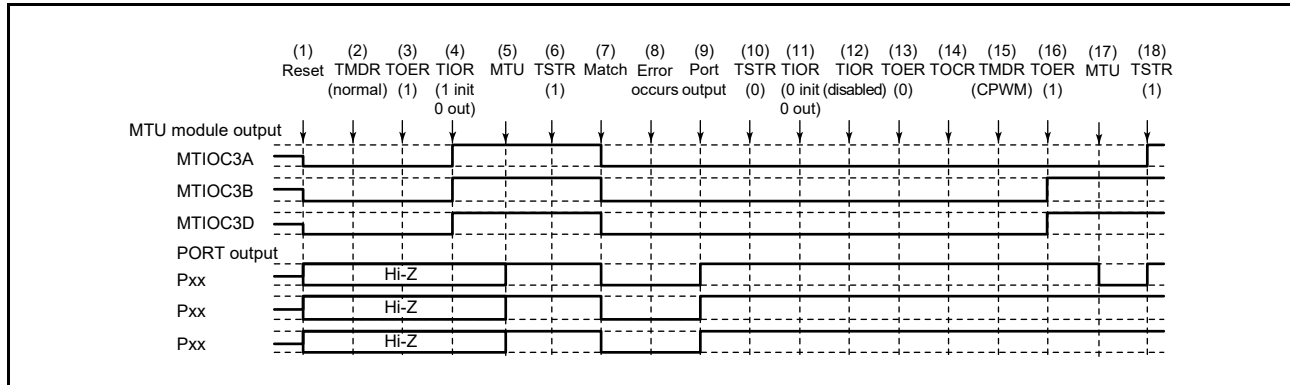 (1) (2) (3) (4) (5) (6) (7) (8) (9) (10) (11) (12) (13) (14) (15) (16) (17) (18)
Reset TMDR TOER TIOR MTU TSTR Match Error Port TSTR TIOR TIOR TOER TOCR TMDR TOER MTU TSTR
(normal) (1) (1 init (1) occurs output (0) (0 init (disabled) (0) (CPWM) (1) (1)
0 out) 0 out)
MTU module output
MTIOC3A
MTIOC3B
MTIOC3D
PORT output
Pxx Hi-Z
Pxx Hi-Z
Pxx Hi-Z